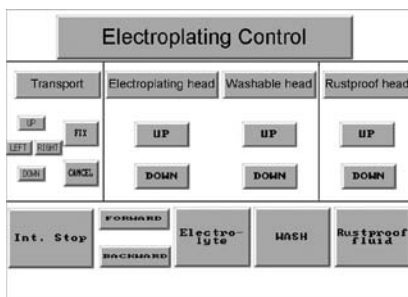 Electroplating Control
Transport
Electroplating head
Washable head
Rustproof head
UP
LEFT
RIGHT
DOWN
FIX
CANCEL
UP
DOWN
UP
DOWN
UP
DOWN
Int. Stop
FORWARD
BACKWARD
Electro-
lyte
WASH
Rustproof
fluid